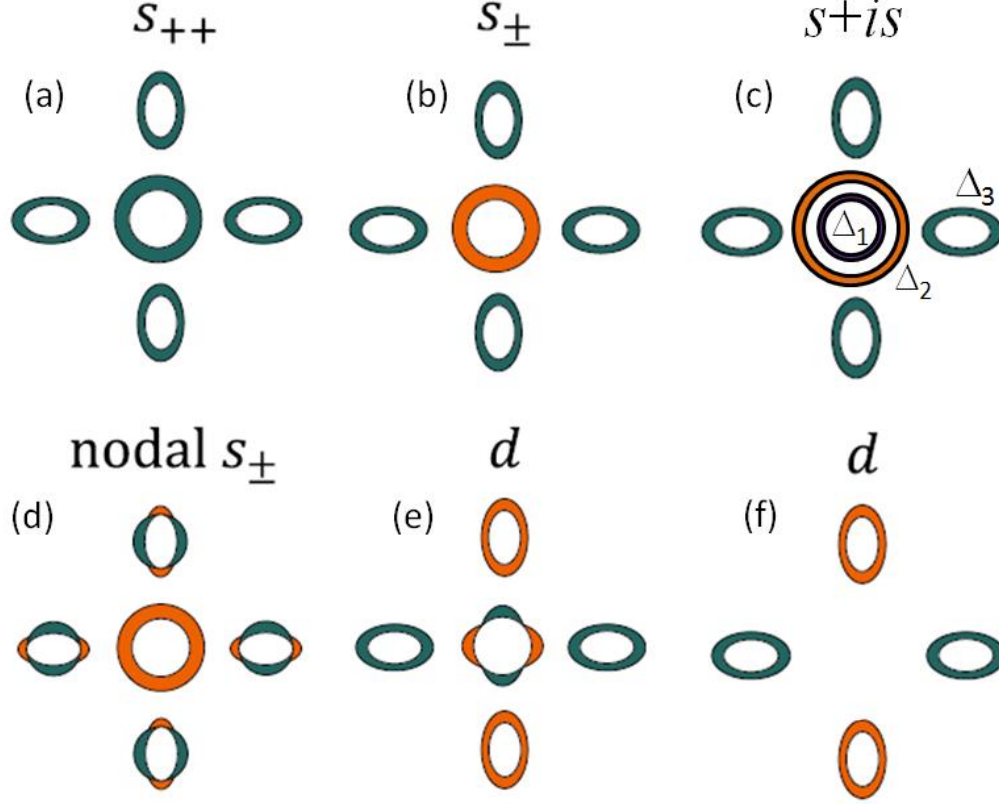 s₊₊ s± s+is
(a) (b) (c)
Δ₃
Δ₁
Δ₂
nodal s± d d
(d) (e) (f)